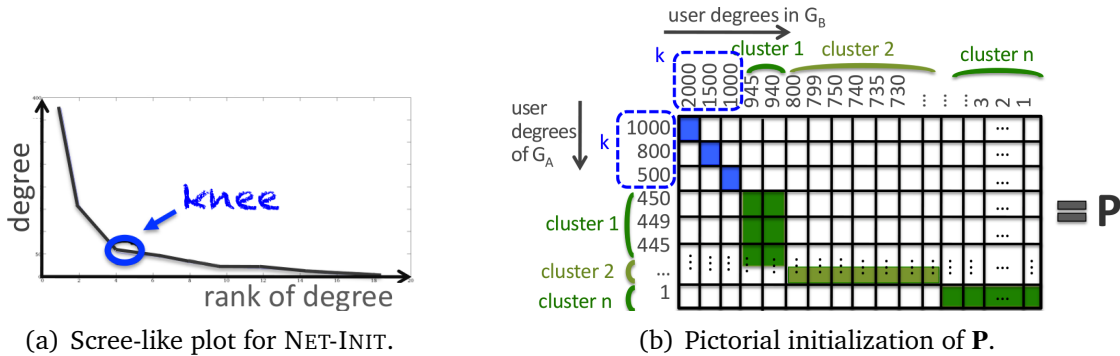 degree
knee
rank of degree
(a) Scree-like plot for NET-INIT.
user degrees in G_B
cluster 1
cluster 2
cluster n
k
2000 1500 1000 945 940 800 799 750 740 735 730 ... ... ... 3 2 1
user
degrees
of G_A
k
1000 ...
800 ...
500 ...
cluster 1
450 ...
449 ...
445 ...
cluster 2
...
cluster n
1 ...
= P
(b) Pictorial initialization of P.